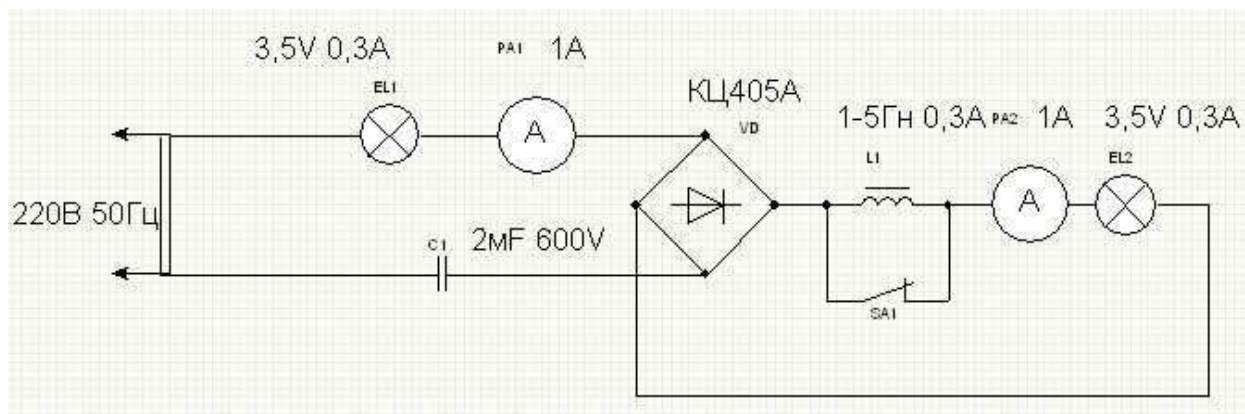 3,5V 0,3A
PA1 1A
EL1
A
КЦ405А
VD
1-5Гн 0,3А PA2 1A 3,5V 0,3A
L1
EL2
A
220В 50Гц
C1 2мF 600V
SA1